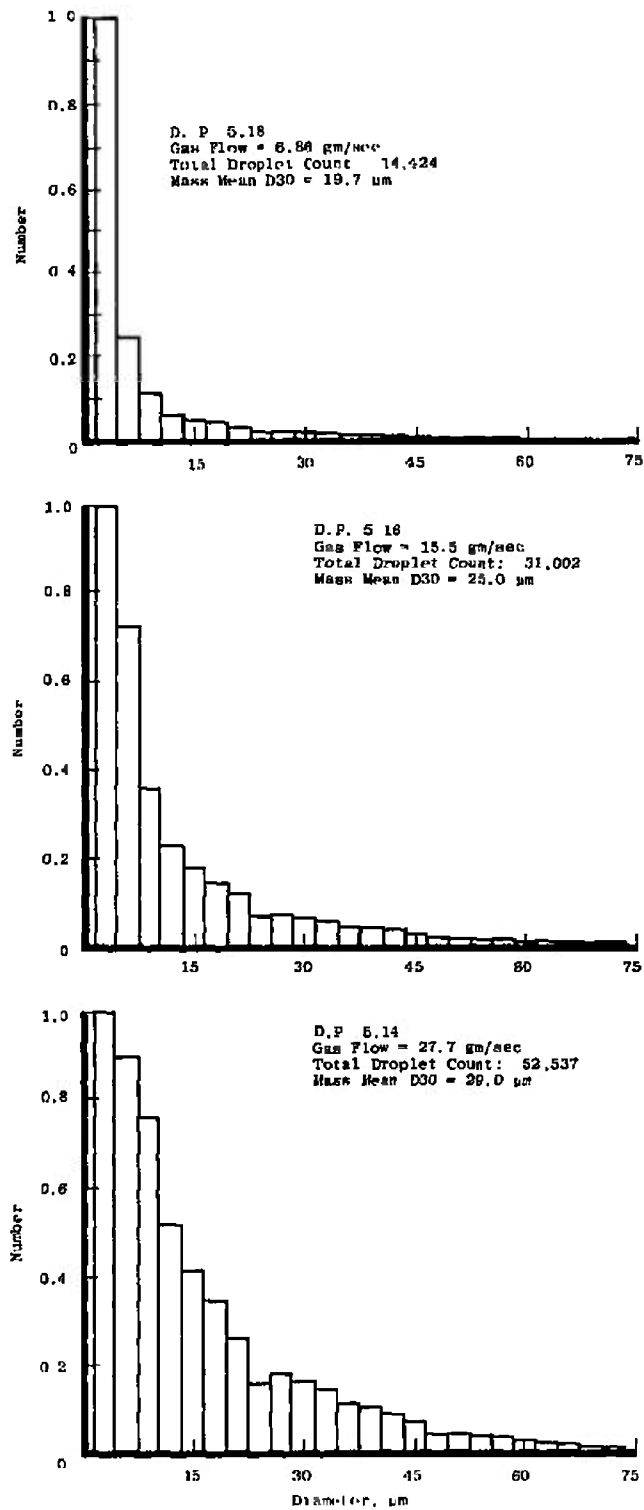 1.0
0.8
0.6
0.4
0.2
0
Number
D. P 5.18
Gas Flow = 6.86 gm/sec
Total Droplet Count 14,424
Mass Mean D30 = 19.7 µm
15
30
45
60
75
1.0
0.8
0.6
0.4
0.2
0
Number
D.P. 5 16
Gas Flow = 15.5 gm/sec
Total Droplet Count: 31,002
Mass Mean D30 = 25.0 µm
15
30
45
60
75
1.0
0.8
0.6
0.4
0 2
0
Number
D.P 5.14
Gas Flow = 27.7 gm/sec
Total Droplet Count: 52,537
Mass Mean D30 = 29.0 µm
15
30
45
60
75
Diameter, µm